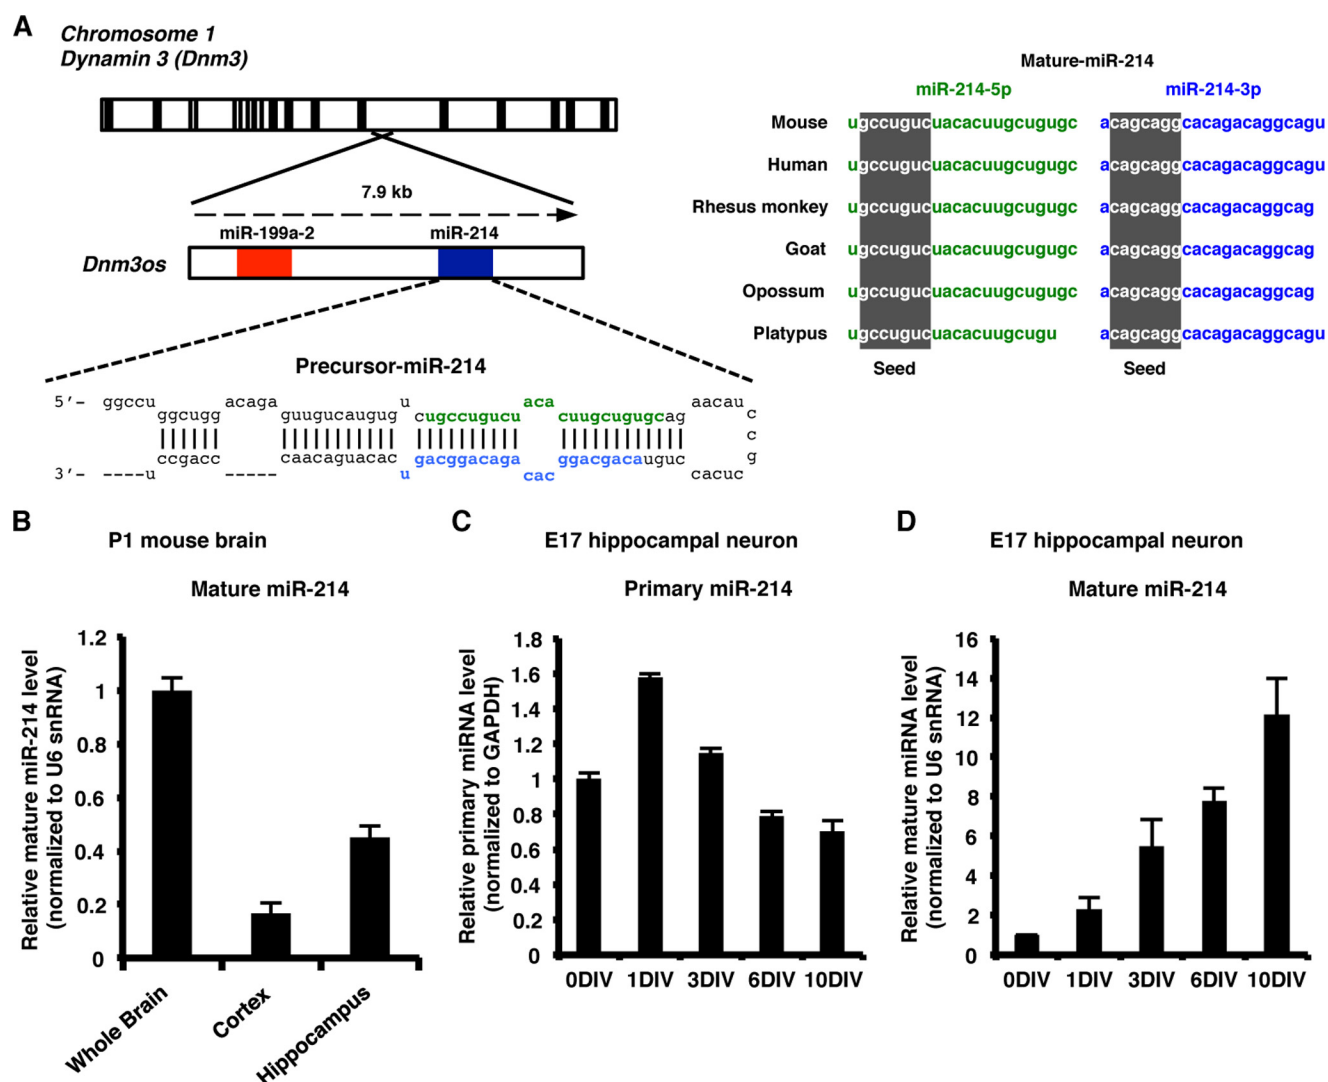 A
Chromosome 1
Dynamin 3 (Dnm3)
7.9 kb
miR-199a-2
miR-214
Dnm3os
Precursor-miR-214
5′– ggccu acaga u aca aacau
ggcugg guugucaugug cugccugucu cuugcugugcag c
c
ccgacc caacaguacac gacggacaga ggacgacauguc g
3′– ----u ----- u cac cacuc
Mature-miR-214
miR-214-5p miR-214-3p
Mouse ugccugucuacacuugcugugc acagcaggcacagacaggcagu
Human ugccugucuacacuugcugugc acagcaggcacagacaggcagu
Rhesus monkey ugccugucuacacuugcugugc acagcaggcacagacaggcag
Goat ugccugucuacacuugcugugc acagcaggcacagacaggcag
Opossum ugccugucuacacuugcugugc acagcaggcacagacaggcag
Platypus ugccugucuacacuugcugu acagcaggcacagacaggcagu
Seed Seed
B
P1 mouse brain
Mature miR-214
Relative mature miR-214 level
(normalized to U6 snRNA)
1.2
1
0.8
0.6
0.4
0.2
0
Whole Brain
Cortex
Hippocampus
C
E17 hippocampal neuron
Primary miR-214
Relative primary miRNA level
(normalized to GAPDH)
1.8
1.6
1.4
1.2
1
0.8
0.6
0.4
0.2
0
0DIV 1DIV 3DIV 6DIV 10DIV
D
E17 hippocampal neuron
Mature miR-214
Relative mature miRNA level
(normalized to U6 snRNA)
16
14
12
10
8
6
4
2
0
0DIV 1DIV 3DIV 6DIV 10DIV